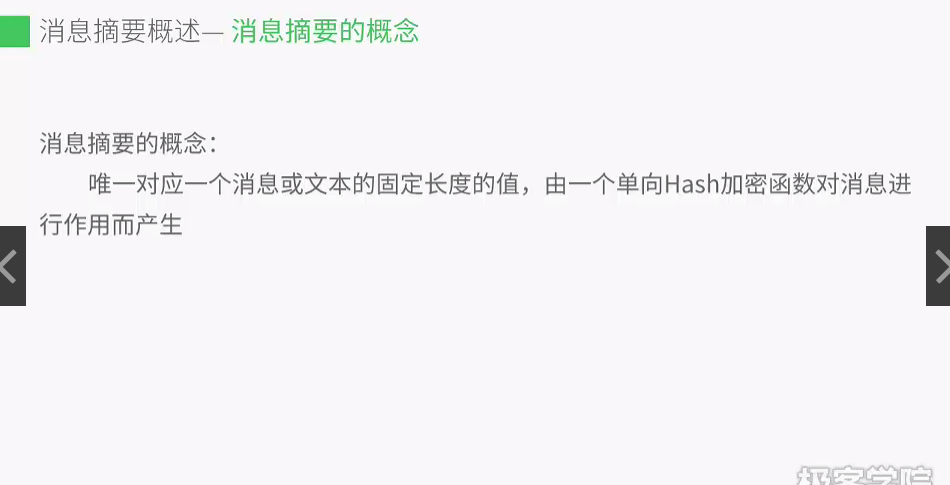 消息摘要概述— 消息摘要的概念
消息摘要的概念：
唯一对应一个消息或文本的固定长度的值，由一个单向Hash加密函数对消息进
行作用而产生
极客学院